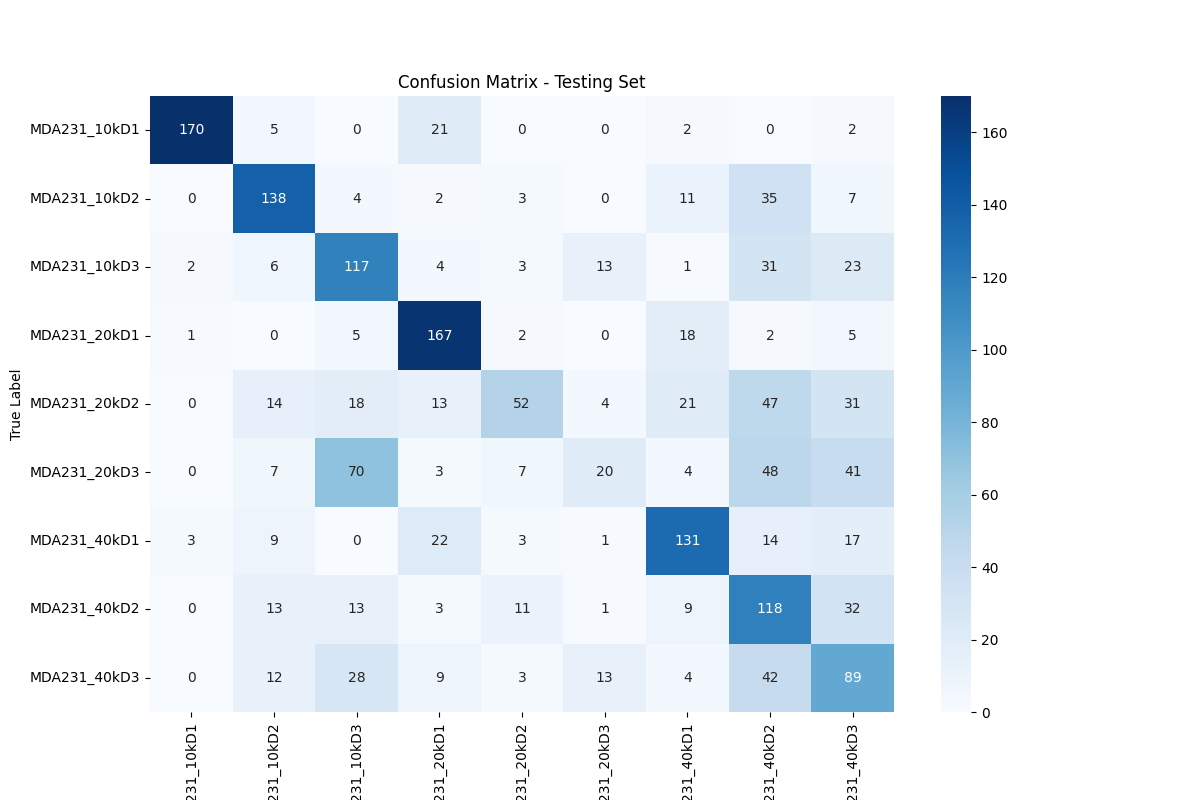 Confusion Matrix - Testing Set
True Label
MDA231_10kD1 170 5 0 21 0 0 2 0 2
MDA231_10kD2 0 138 4 2 3 0 11 35 7
MDA231_10kD3 2 6 117 4 3 13 1 31 23
MDA231_20kD1 1 0 5 167 2 0 18 2 5
MDA231_20kD2 0 14 18 13 52 4 21 47 31
MDA231_20kD3 0 7 70 3 7 20 4 48 41
MDA231_40kD1 3 9 0 22 3 1 131 14 17
MDA231_40kD2 0 13 13 3 11 1 9 118 32
MDA231_40kD3 0 12 28 9 3 13 4 42 89
231_10kD1
231_10kD2
231_10kD3
231_20kD1
231_20kD2
231_20kD3
231_40kD1
231_40kD2
231_40kD3
160
140
120
100
80
60
40
20
0